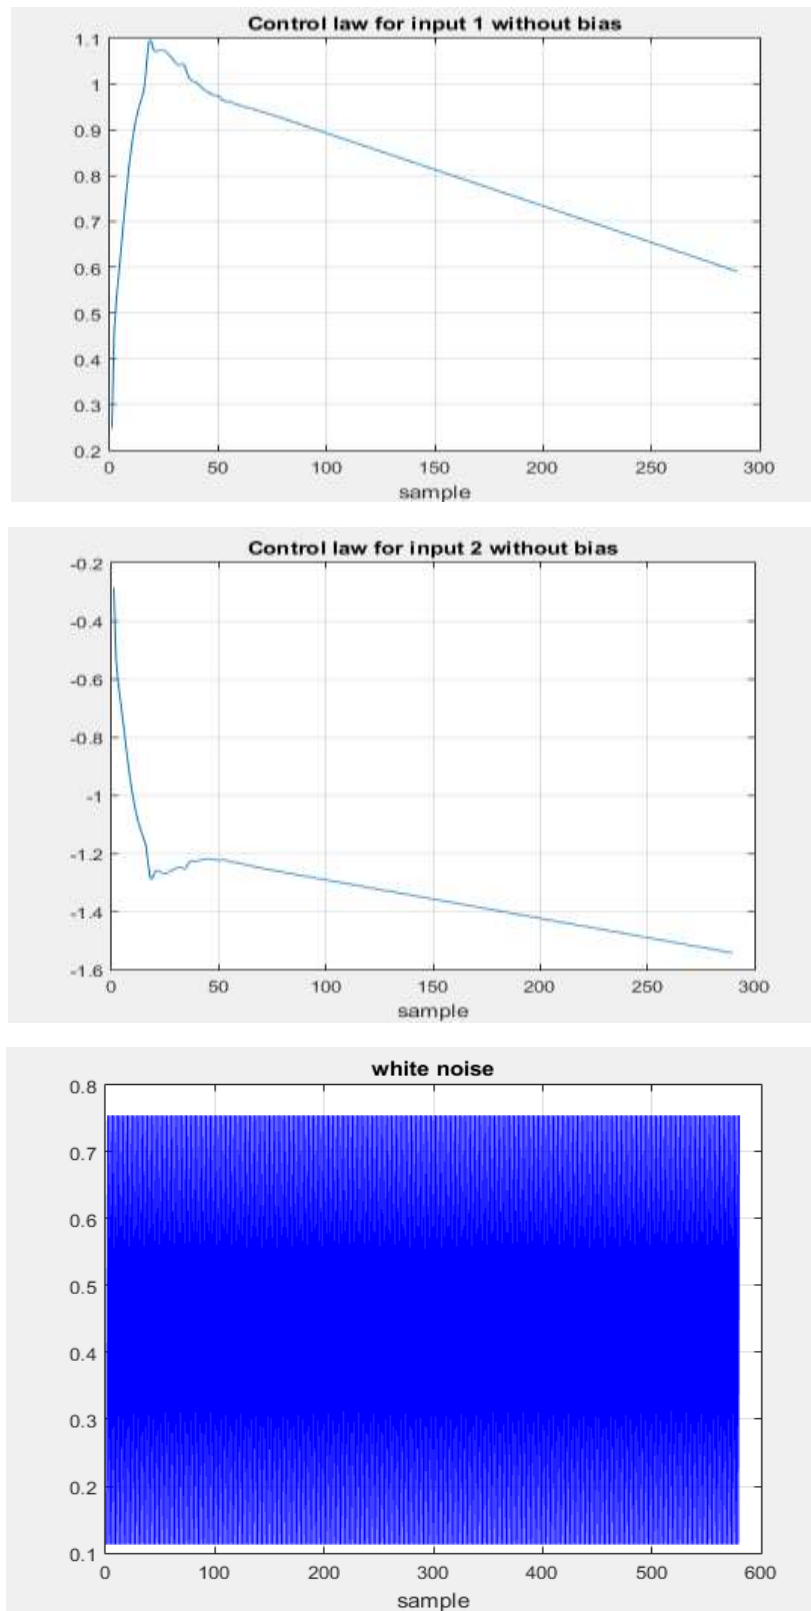 Control law for input 1 without bias
1.1
1
0.9
0.8
0.7
0.6
0.5
0.4
0.3
0.2
0 50 100 150 200 250 300
sample
Control law for input 2 without bias
-0.2
-0.4
-0.6
-0.8
-1
-1.2
-1.4
-1.6
0 50 100 150 200 250 300
sample
white noise
0.8
0.7
0.6
0.5
0.4
0.3
0.2
0.1
0 100 200 300 400 500 600
sample